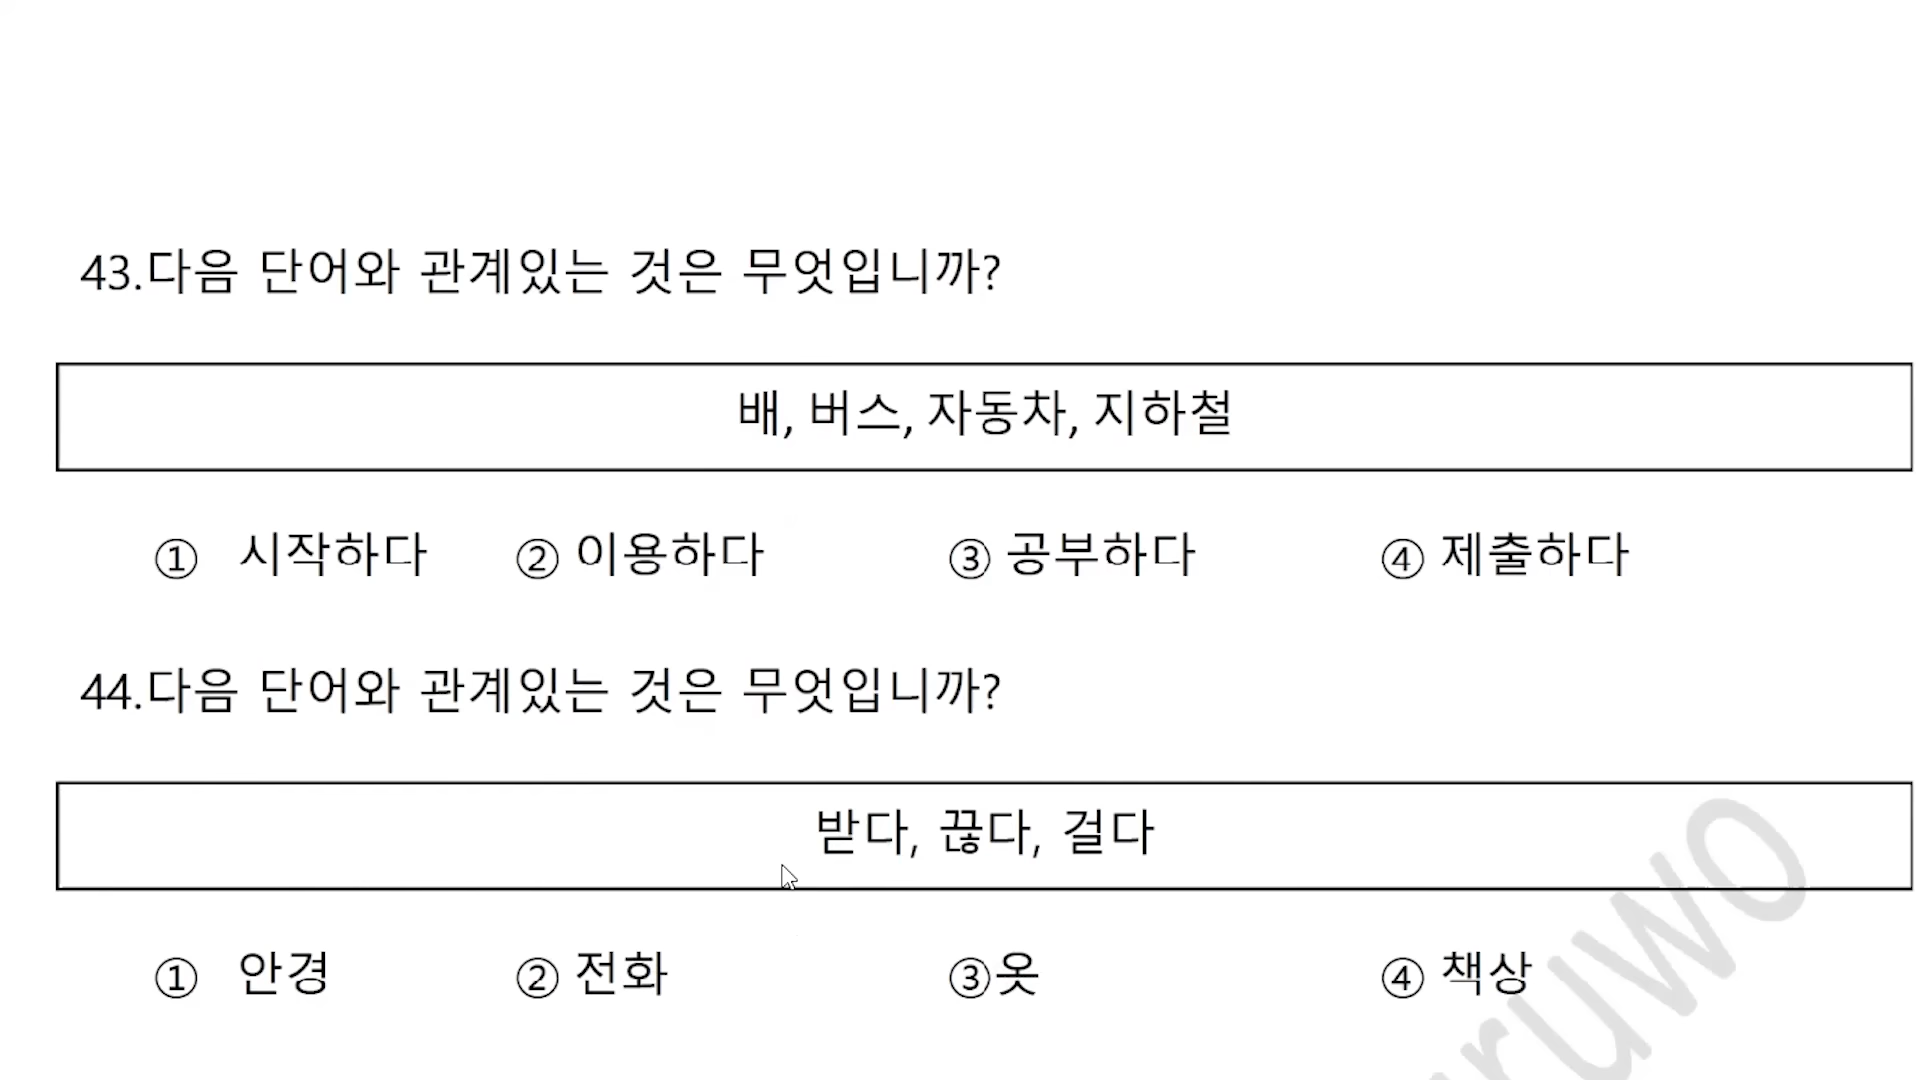 43.다음 단어와 관계있는 것은 무엇입니까?
배, 버스, 자동차, 지하철
① 시작하다 ② 이용하다 ③ 공부하다 ④ 제출하다
44.다음 단어와 관계있는 것은 무엇입니까?
받다, 끊다, 걸다
① 안경 ② 전화 ③옷 ④ 책상